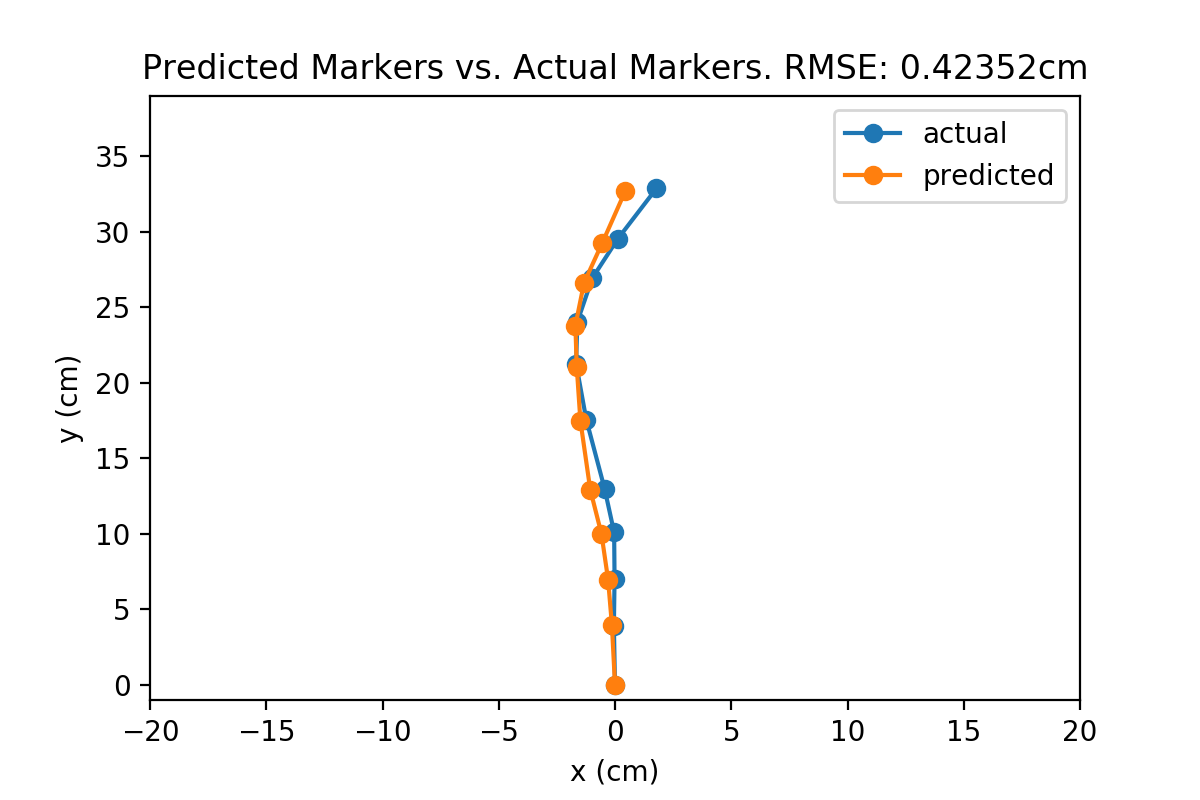 Predicted Markers vs. Actual Markers. RMSE: 0.42352cm
actual
predicted
35
30
25
20
15
10
5
0
y (cm)
−20 −15 −10 −5 0 5 10 15 20
x (cm)